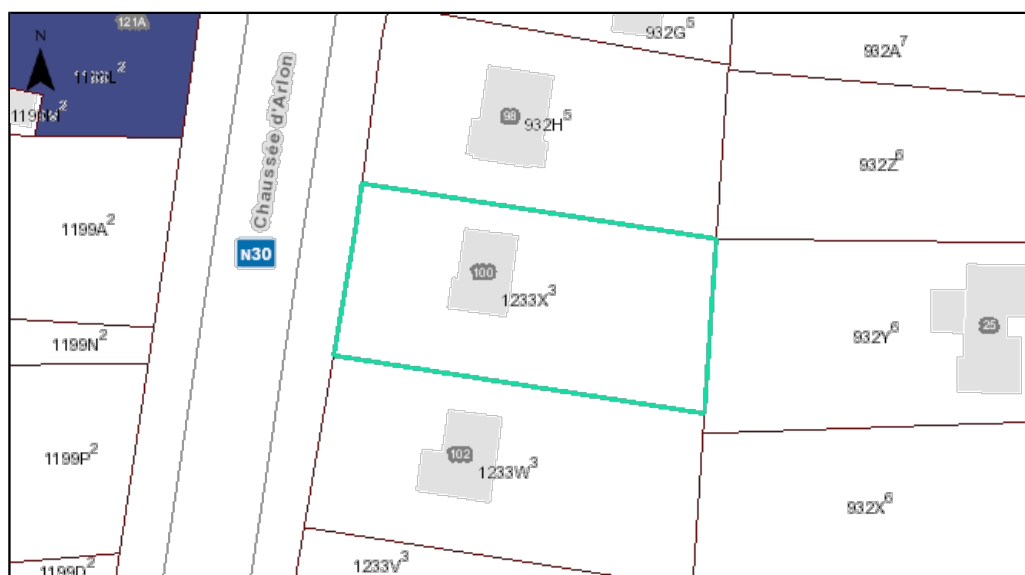 121A
932G⁵
932A⁷
N
98
932H⁵
932Z⁶
Chaussée d'Arlon
1199A²
N30
100
1233X³
1199N²
932Y⁶
25
1199P²
102
1233W³
932X⁶
1233V³
1199D²